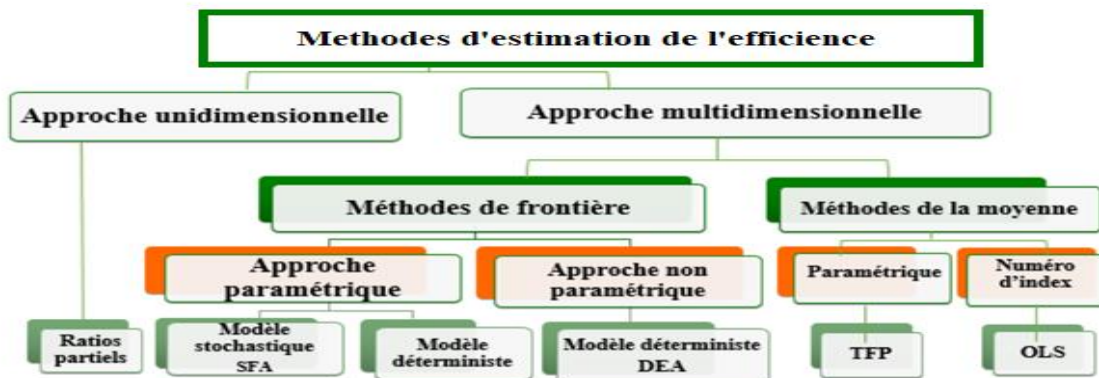 Methodes d'estimation de l'efficience
Approche unidimensionnelle
Approche multidimensionnelle
Méthodes de frontière
Méthodes de la moyenne
Approche
paramétrique
Approche non
paramétrique
Paramétrique
Numéro
d'index
Ratios
partiels
Modèle
stochastique
SFA
Modèle
déterministe
Modèle déterministe
DEA
TFP
OLS